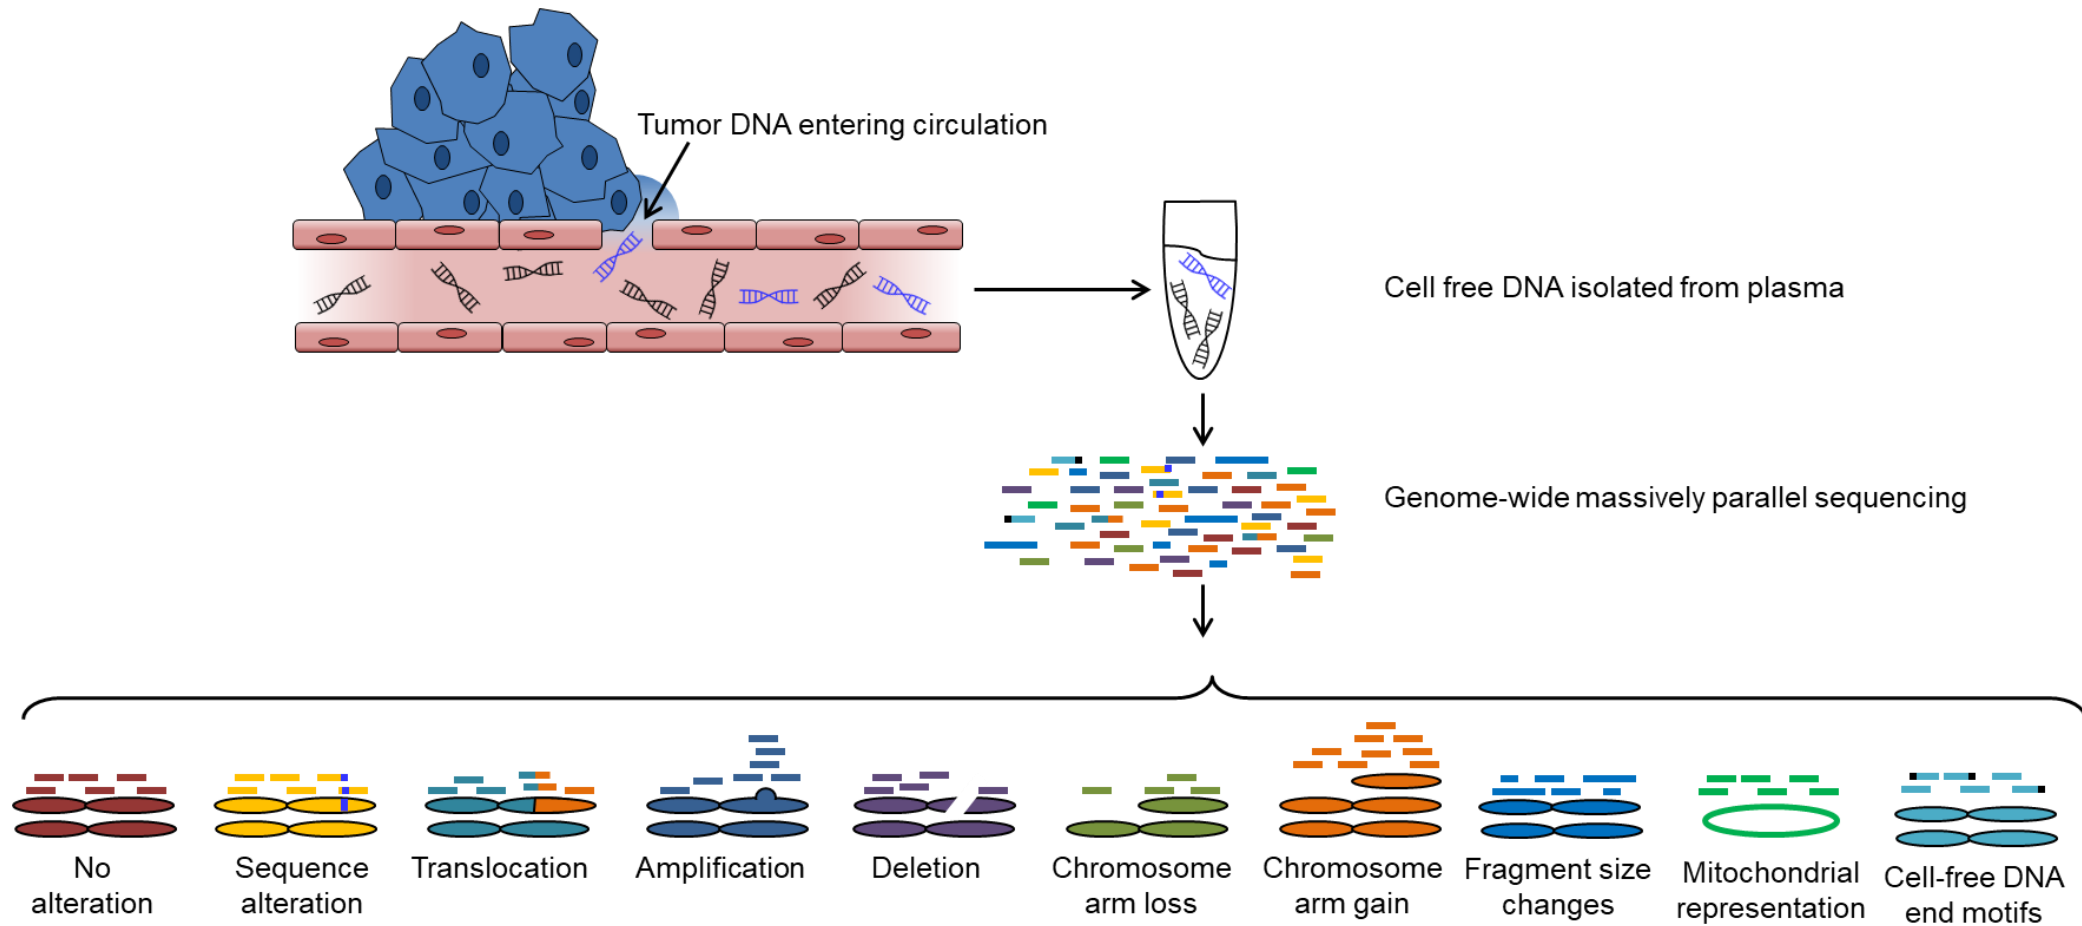 Tumor DNA entering circulation
Cell free DNA isolated from plasma
Genome-wide massively parallel sequencing
No
alteration
Sequence
alteration
Translocation
Amplification
Deletion
Chromosome
arm loss
Chromosome
arm gain
Fragment size
changes
Mitochondrial
representation
Cell-free DNA
end motifs